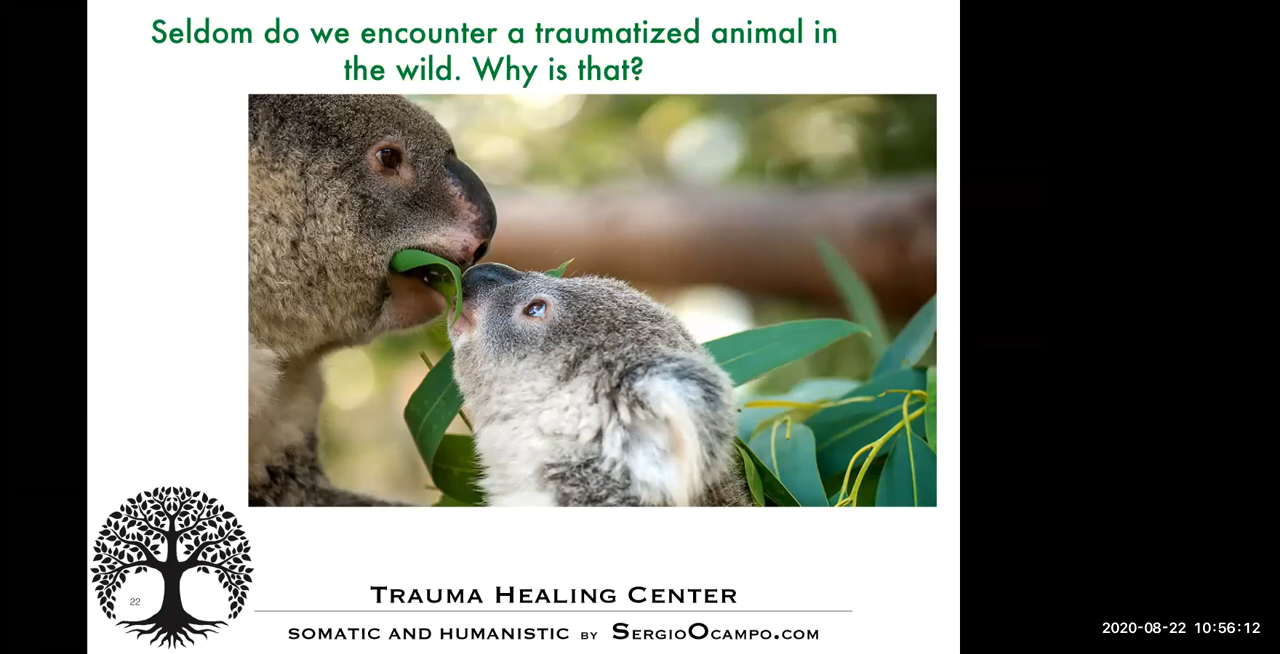 Seldom do we encounter a traumatized animal in
the wild. Why is that?
22
Trauma Healing Center
somatic and humanistic by SergioOcampo.com
2020-08-22 10:56:12